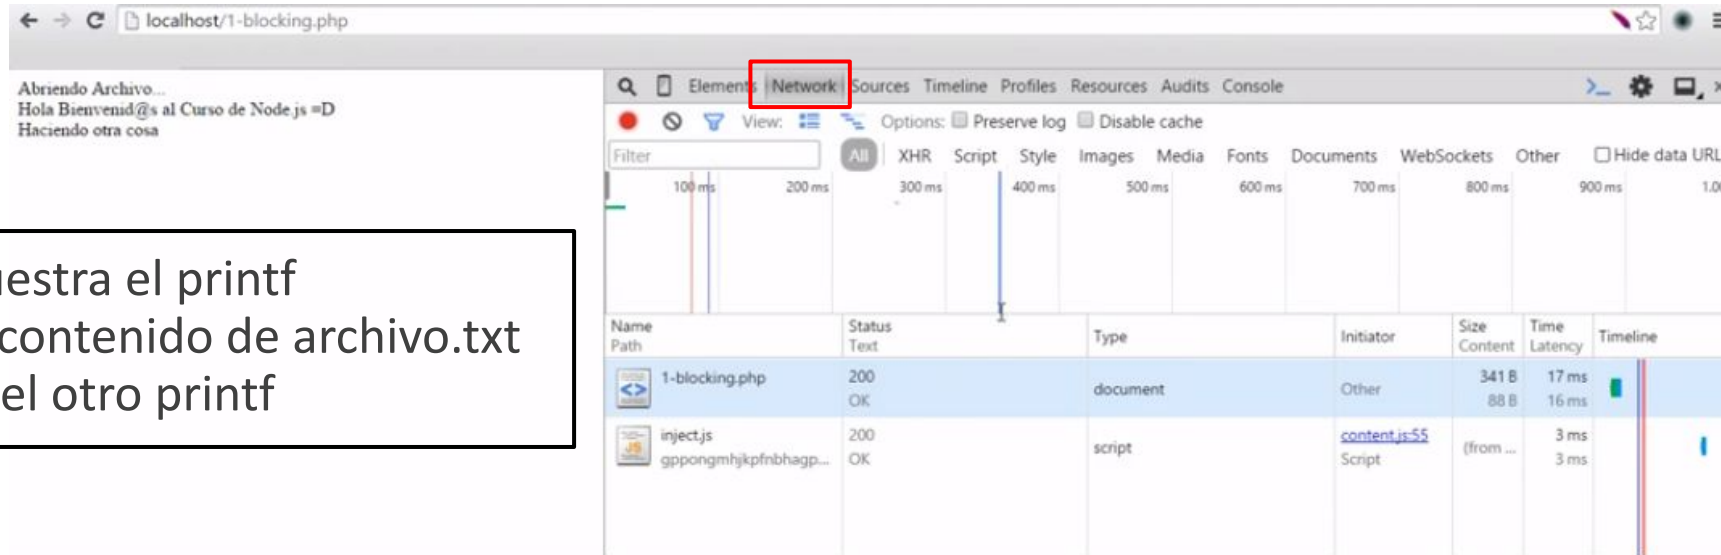 localhost/1-blocking.php
Abriendo Archivo...
Hola Bienvenid@s al Curso de Node.js =D
Haciendo otra cosa
estra el printf
contenido de archivo.txt
el otro printf
Elements Network Sources Timeline Profiles Resources Audits Console
View: Options: Preserve log Disable cache
Filter All XHR Script Style Images Media Fonts Documents WebSockets Other Hide data URL
100 ms 200 ms 300 ms 400 ms 500 ms 600 ms 700 ms 800 ms 900 ms
Name Status Type Initiator Size Time Timeline
Path Text Content Latency
1-blocking.php 200 document Other 341 B 17 ms
OK 88 B 16 ms
inject.js 200 script content.js:55 (from ... 3 ms
gppongmhjkpfnbhagp... OK Script 3 ms